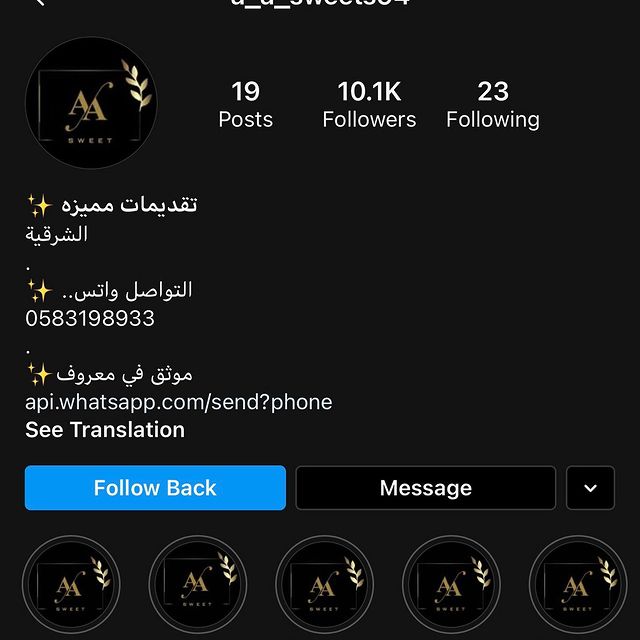 19
10.1K
23
Posts
Followers
Following
AA
SWEET
تقديمات مميزه ✨
الشرقية
.
التواصل واتس.. ✨
0583198933
.
موثق في معروف✨
api.whatsapp.com/send?phone
See Translation
Follow Back
Message
AA
SWEET
AA
SWEET
AA
SWEET
AA
SWEET
AA
SWEET